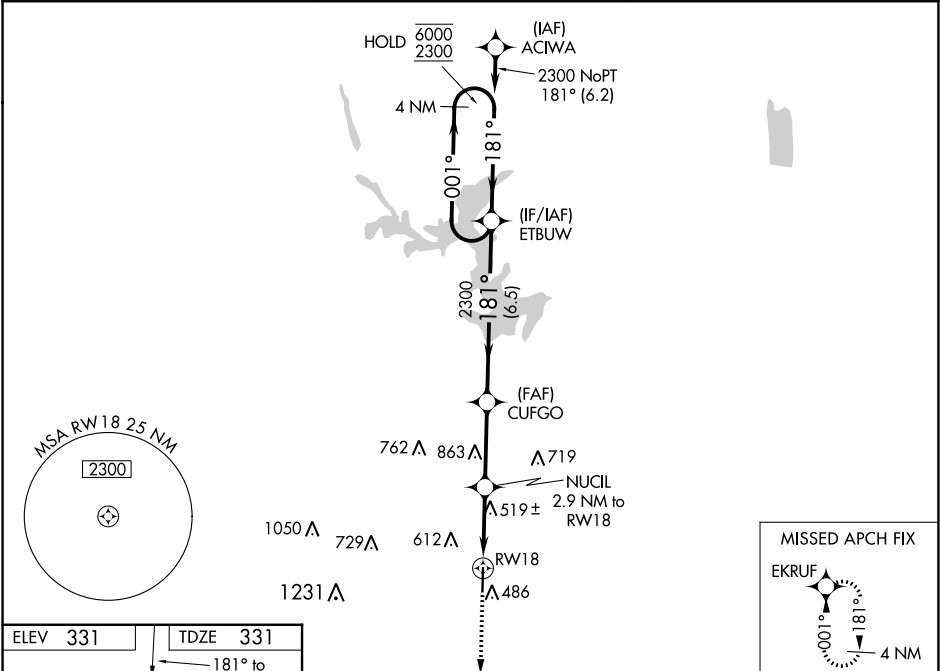 HOLD 6000
2300
(IAF)
ACIWA
2300 NoPT
181° (6.2)
4 NM
181°
001°
(IF/IAF)
ETBUW
2300
181°
(6.5)
(FAF)
CUFGO
MSA RW18 25 NM
2300
762
863
719
NUCIL
2.9 NM to
RW18
519±
1050
729
612
RW18
1231
486
MISSED APCH FIX
EKRUF
001°
181°
4 NM
ELEV 331
TDZE 331
181° to